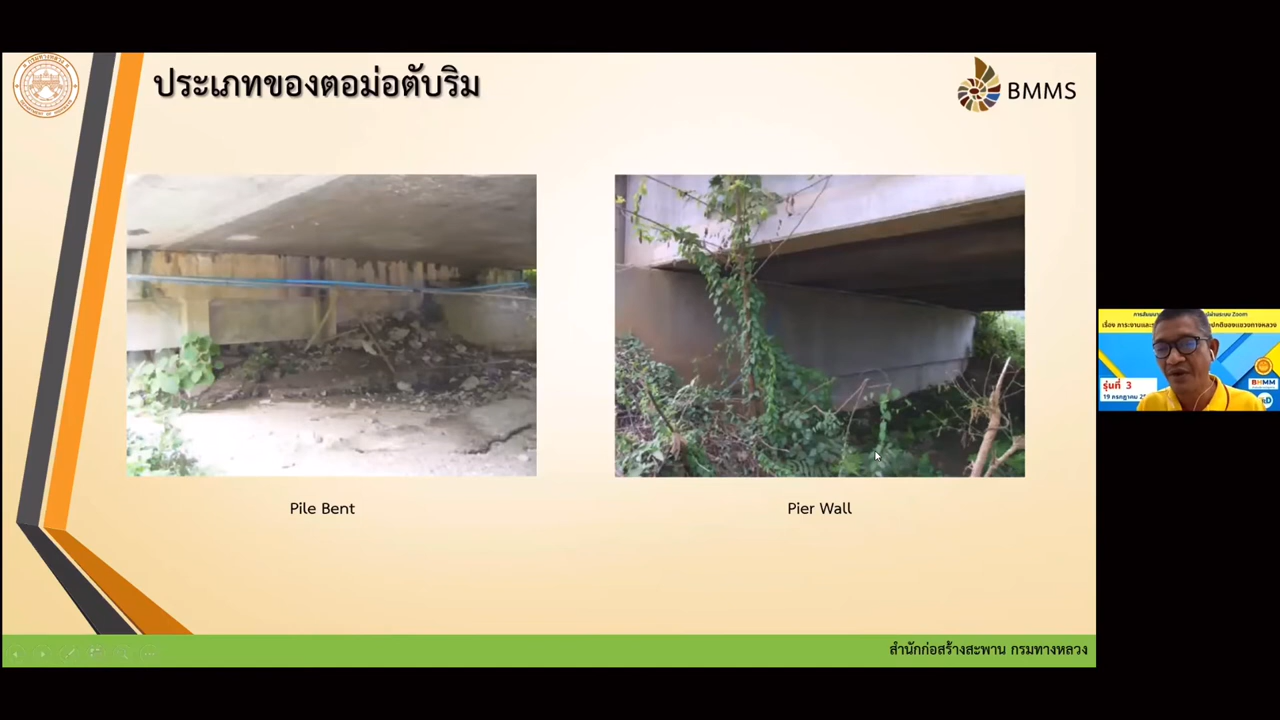 ประเภทของตอม่อตับริม
BMMS
Pile Bent
Pier Wall
สำนักก่อสร้างสะพาน กรมทางหลวง
รุ่นที่ 3